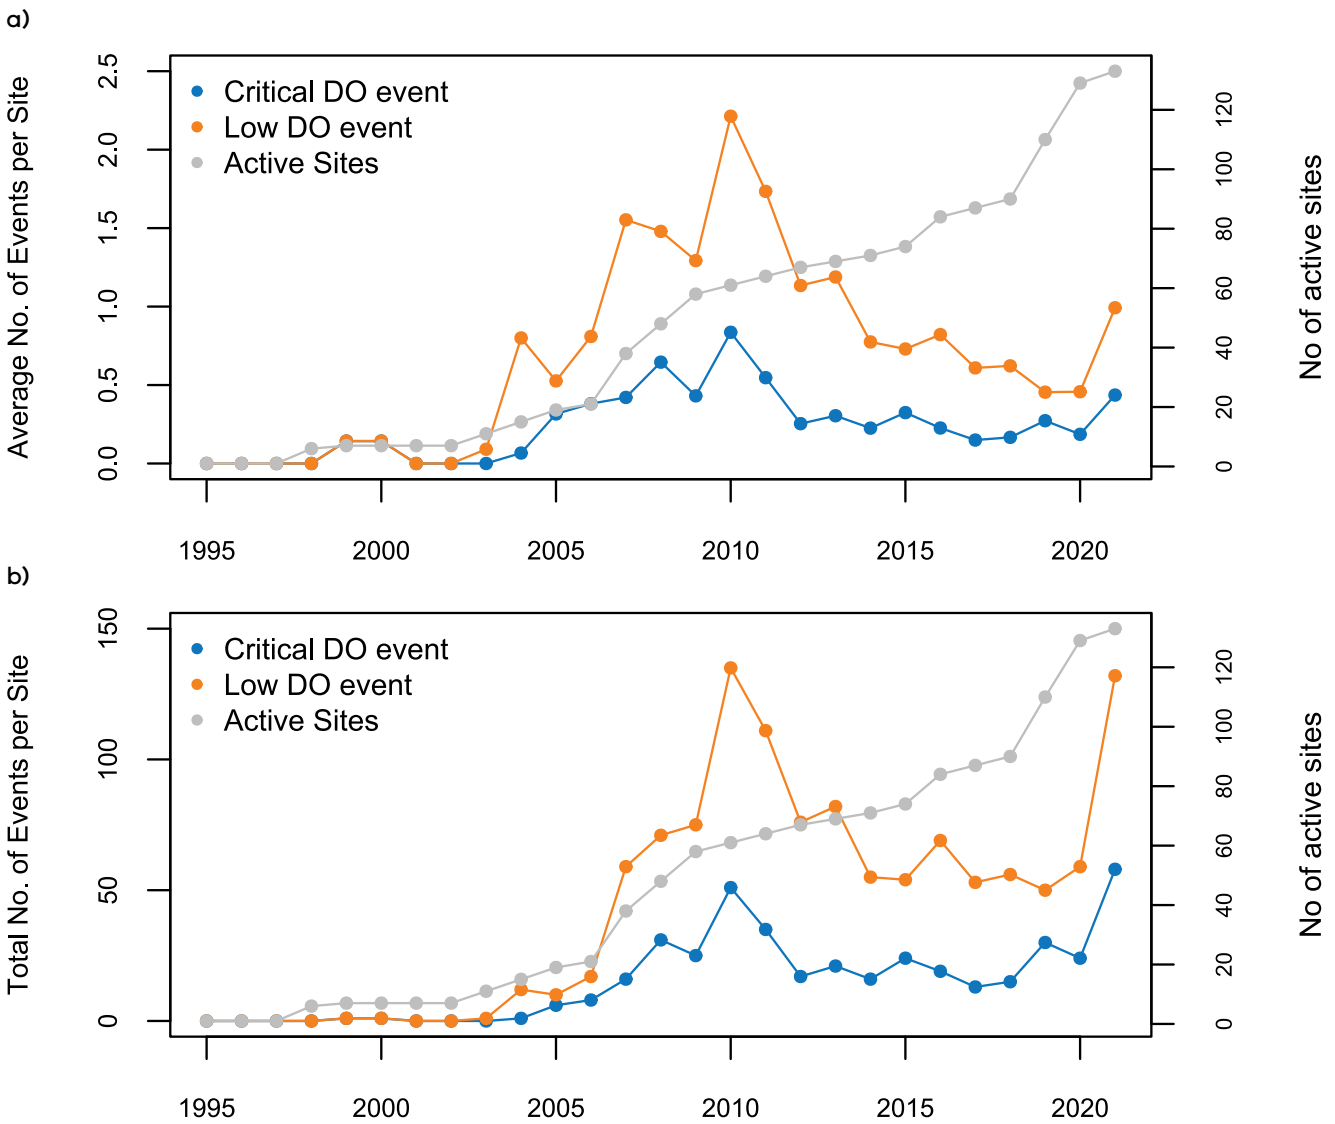 a)
Average No. of Events per Site
2.5
2.0
1.5
1.0
0.5
0.0
Critical DO event
Low DO event
Active Sites
120
100
80
60
40
20
0
No of active sites
1995 2000 2005 2010 2015 2020
b)
Total No. of Events per Site
150
100
50
0
Critical DO event
Low DO event
Active Sites
120
100
80
60
40
20
0
No of active sites
1995 2000 2005 2010 2015 2020